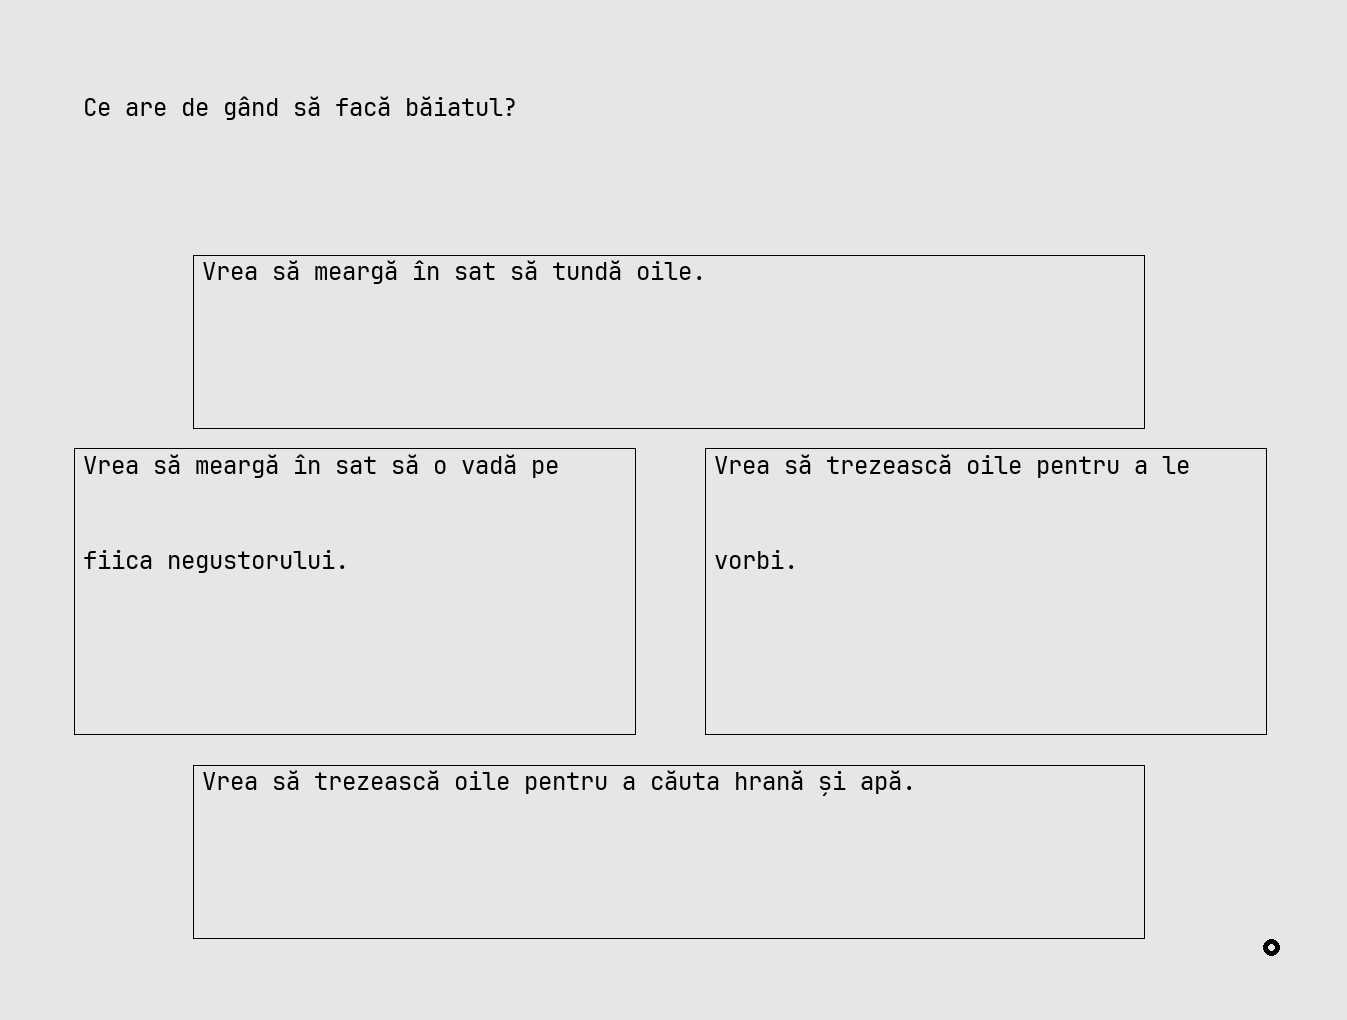 Ce are de gând să facă băiatul?
Vrea să meargă în sat să tundă oile.
Vrea să meargă în sat să o vadă pe
fiica negustorului.
Vrea să trezească oile pentru a le
vorbi.
Vrea să trezească oile pentru a căuta hrană și apă.